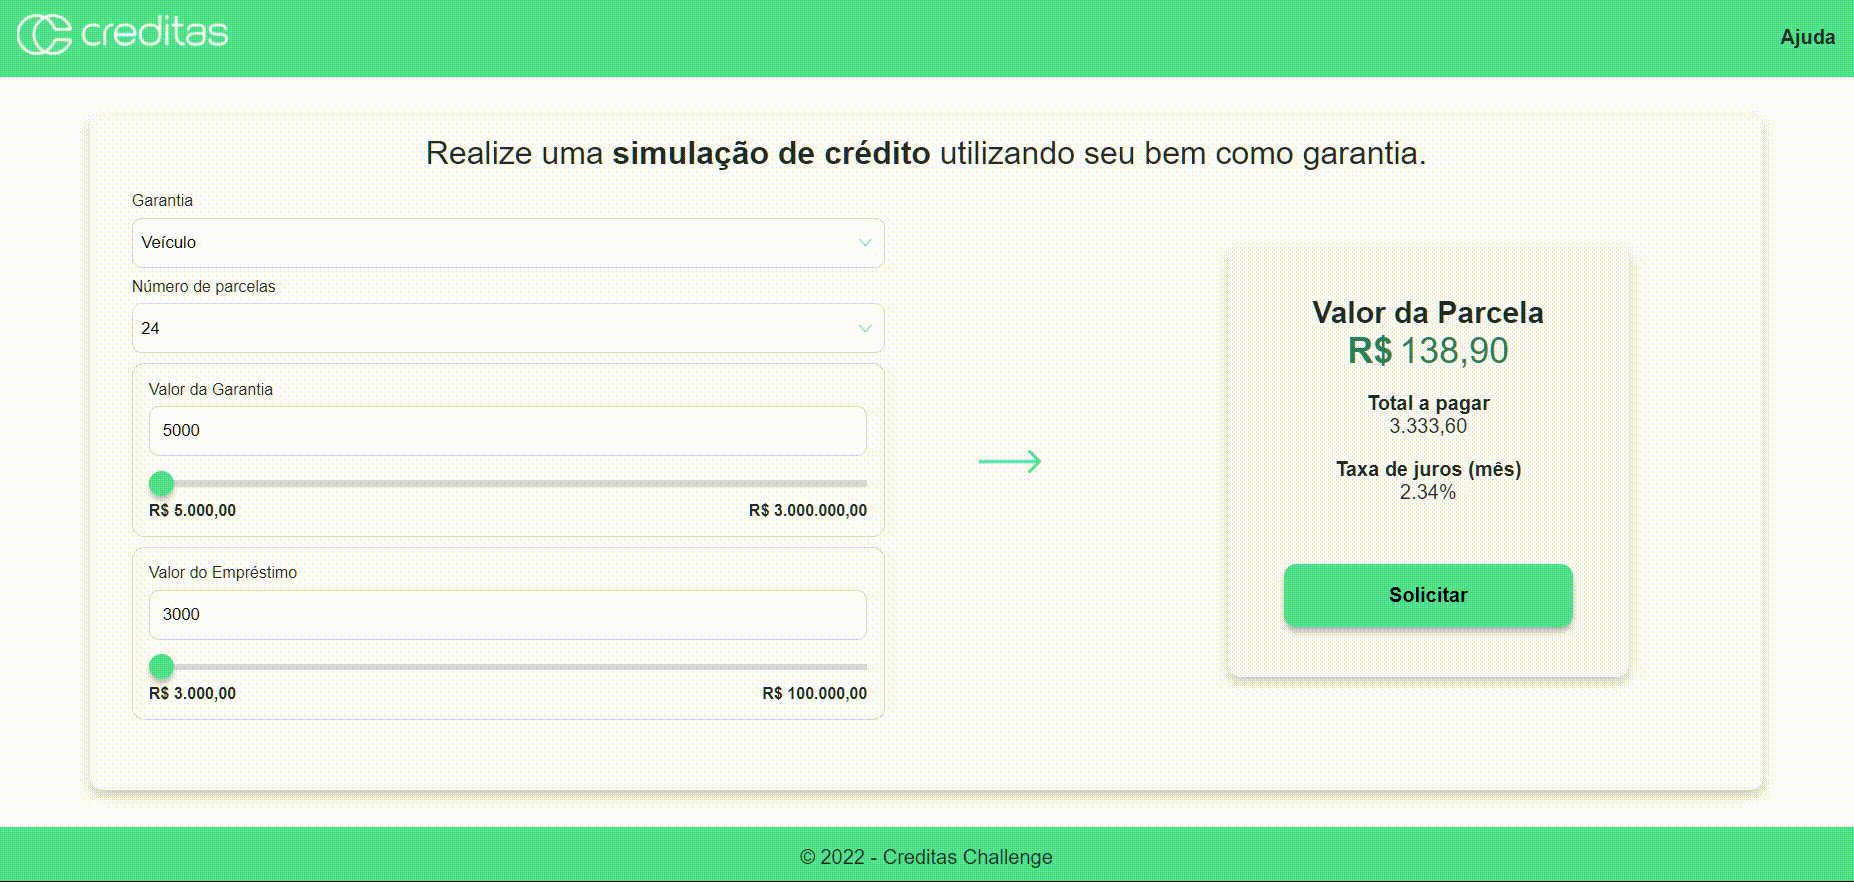 creditas
Ajuda
Realize uma simulação de crédito utilizando seu bem como garantia.
Garantia
Veículo
Número de parcelas
24
Valor da Garantia
5000
R$ 5.000,00
R$ 3.000.000,00
Valor do Empréstimo
3000
R$ 3.000,00
R$ 100.000,00
Valor da Parcela
R$ 138,90
Total a pagar
3.333,60
Taxa de juros (mês)
2.34%
Solicitar
© 2022 - Creditas Challenge